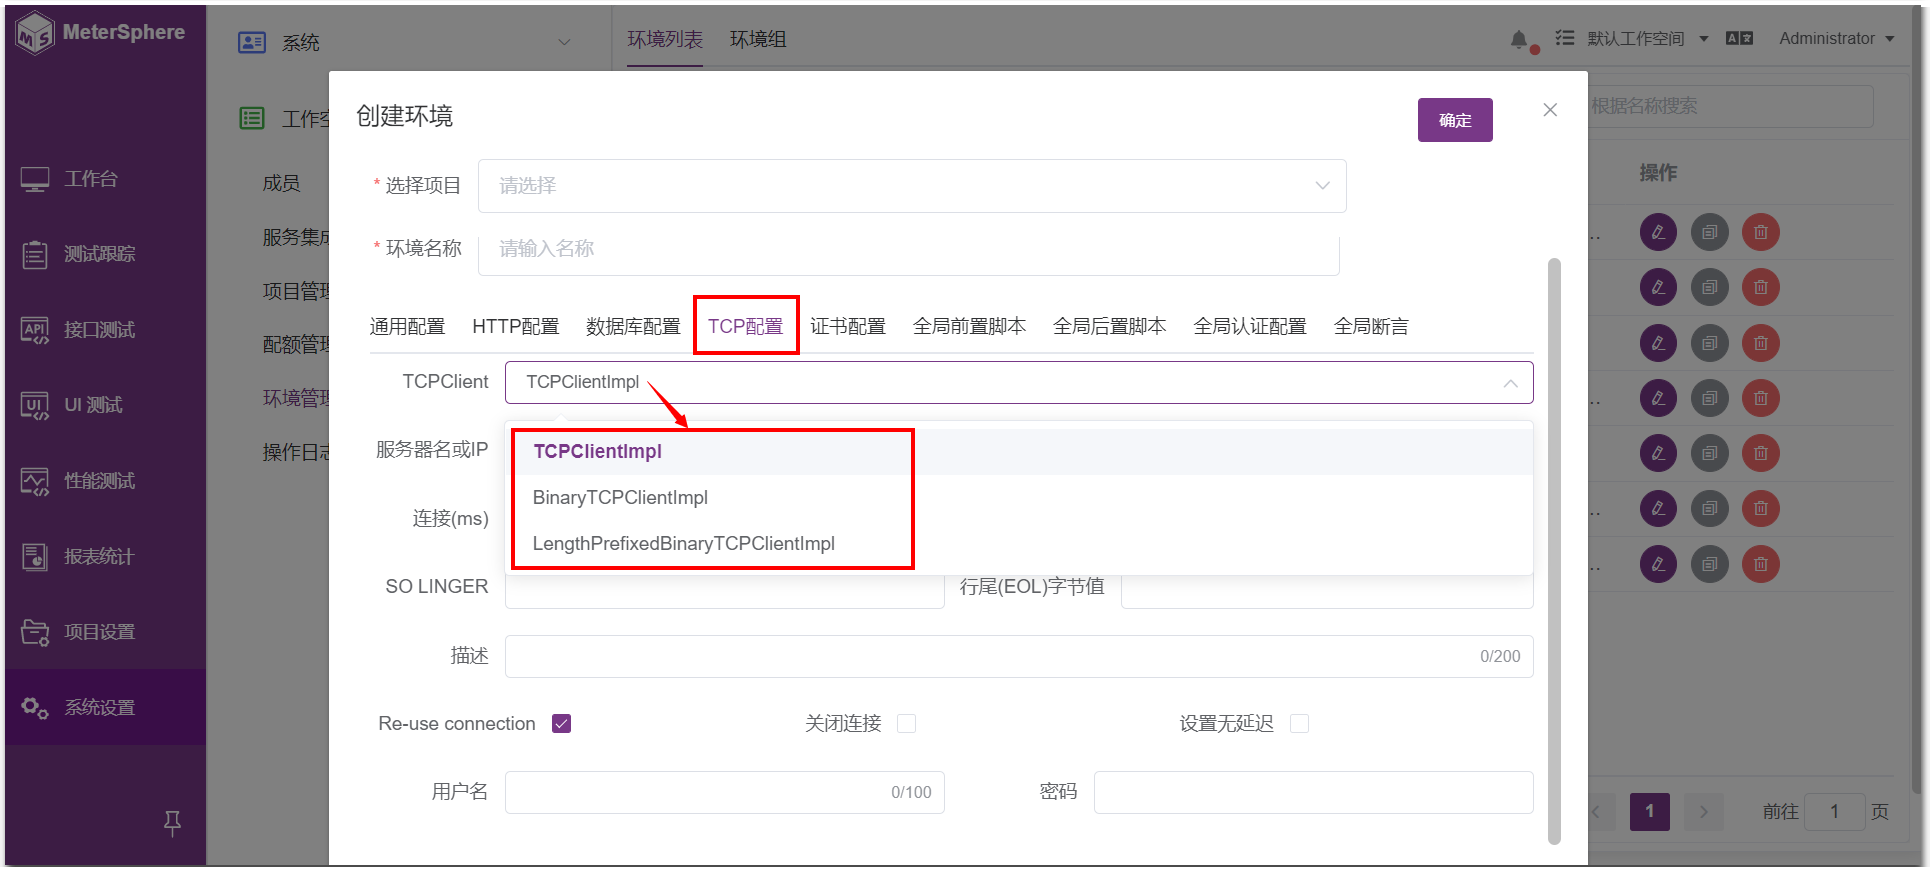 MeterSphere
工作台
测试跟踪
接口测试
UI 测试
性能测试
报表统计
项目设置
系统设置
系统
工作空
成员
服务集成
项目管理
配额管理
环境管理
操作日志
环境列表 环境组
默认工作空间 Administrator
根据名称搜索
操作
创建环境
确定
* 选择项目 请选择
* 环境名称 请输入名称
通用配置 HTTP配置 数据库配置 TCP配置 证书配置 全局前置脚本 全局后置脚本 全局认证配置 全局断言
TCPClient TCPClientImpl
服务器名或IP
TCPClientImpl
BinaryTCPClientImpl
连接(ms)
LengthPrefixedBinaryTCPClientImpl
SO LINGER 行尾(EOL)字节值
描述 0/200
Re-use connection 关闭连接 设置无延迟
用户名 0/100 密码
1 前往 1 页